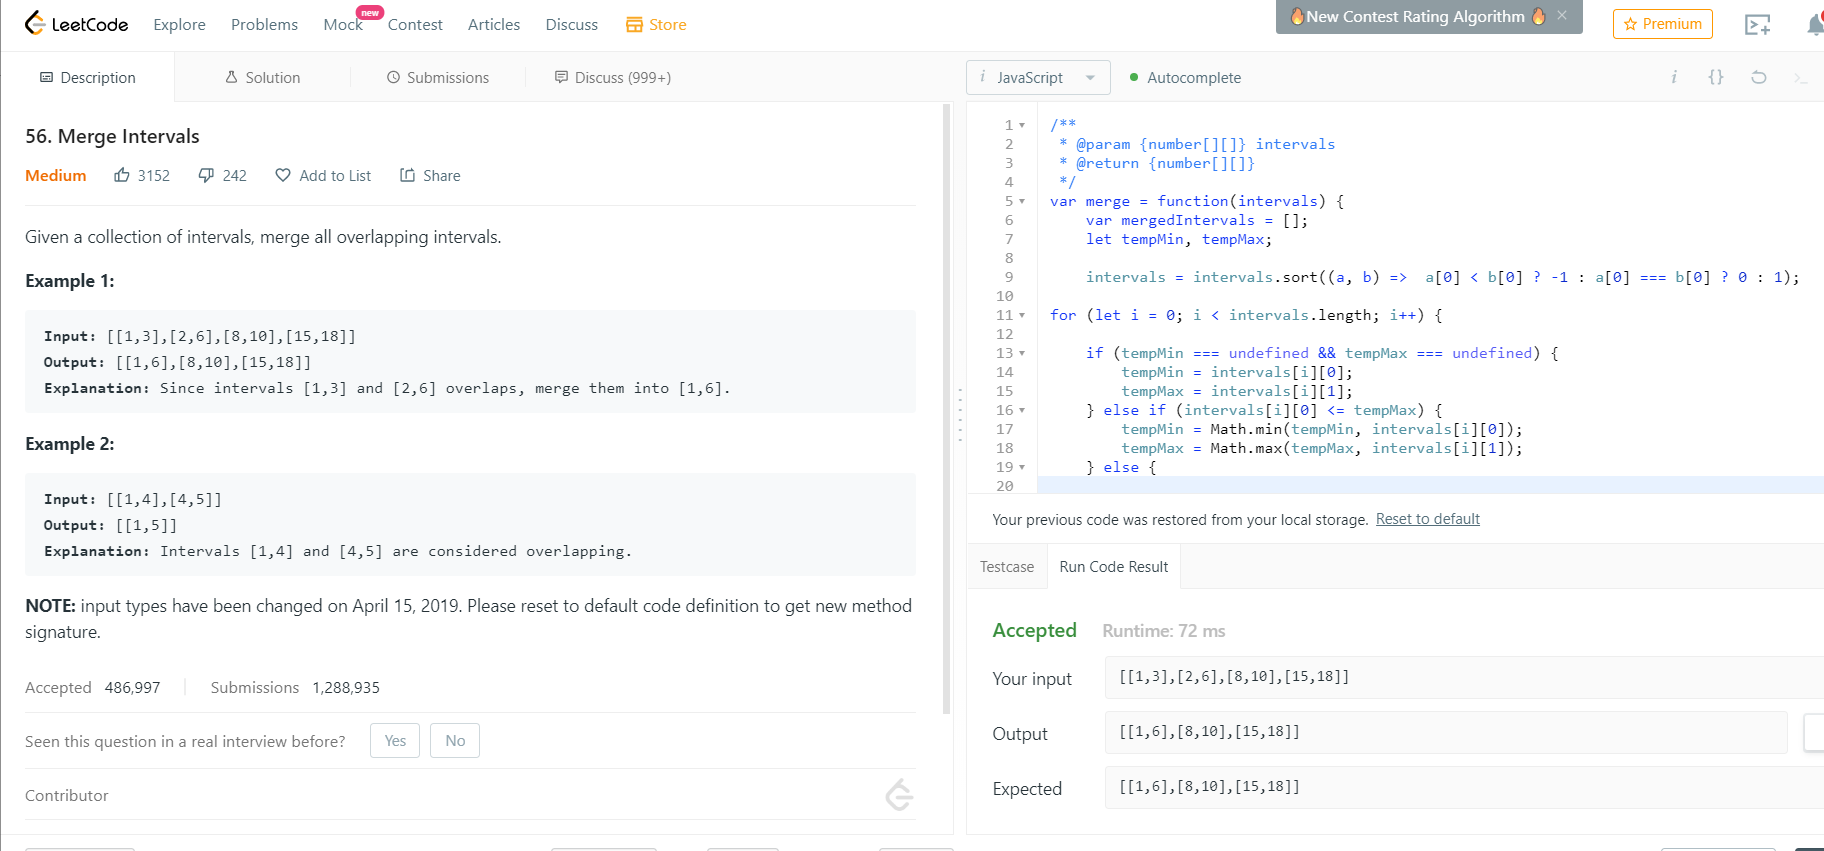 LeetCode
Explore
Problems
Mock
new
Contest
Articles
Discuss
Store
🔥New Contest Rating Algorithm 🔥 ×
Premium
Description
Solution
Submissions
Discuss (999+)
56. Merge Intervals
Medium
3152
242
Add to List
Share
Given a collection of intervals, merge all overlapping intervals.
Example 1:
Input: [[1,3],[2,6],[8,10],[15,18]]
Output: [[1,6],[8,10],[15,18]]
Explanation: Since intervals [1,3] and [2,6] overlaps, merge them into [1,6].
Example 2:
Input: [[1,4],[4,5]]
Output: [[1,5]]
Explanation: Intervals [1,4] and [4,5] are considered overlapping.
NOTE: input types have been changed on April 15, 2019. Please reset to default code definition to get new method
signature.
Accepted 486,997
Submissions 1,288,935
Seen this question in a real interview before?
Yes
No
Contributor
i JavaScript
Autocomplete
i {} >_
1 /**
2  * @param {number[][]} intervals
3  * @return {number[][]}
4  */
5 var merge = function(intervals) {
6     var mergedIntervals = [];
7     let tempMin, tempMax;
8
9     intervals = intervals.sort((a, b) =>  a[0] < b[0] ? -1 : a[0] === b[0] ? 0 : 1);
10
11 for (let i = 0; i < intervals.length; i++) {
12
13     if (tempMin === undefined && tempMax === undefined) {
14         tempMin = intervals[i][0];
15         tempMax = intervals[i][1];
16     } else if (intervals[i][0] <= tempMax) {
17         tempMin = Math.min(tempMin, intervals[i][0]);
18         tempMax = Math.max(tempMax, intervals[i][1]);
19     } else {
20
Your previous code was restored from your local storage. Reset to default
Testcase
Run Code Result
Accepted
Runtime: 72 ms
Your input
[[1,3],[2,6],[8,10],[15,18]]
Output
[[1,6],[8,10],[15,18]]
Expected
[[1,6],[8,10],[15,18]]